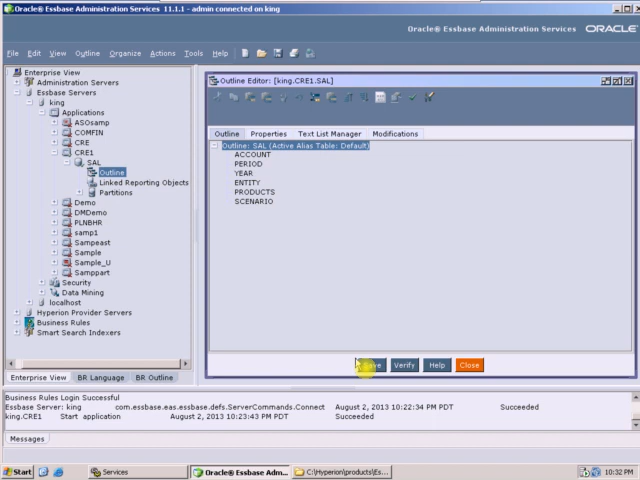 Oracle® Essbase Administration Services 11.1.1 - admin connected on king
Oracle® Essbase Administration Services ORACLE
File Edit View Outline Organize Actions Tools Help
Enterprise View
Administration Servers
Essbase Servers
king
Applications
ASOsamp
COMFIN
CRE
CRE1
SAL
Outline
Linked Reporting Objects
Partitions
Demo
DMDemo
PLNBHR
samp1
Sampeast
Sample
Sample_U
Samppart
Security
Data Mining
localhost
Hyperion Provider Servers
Business Rules
Smart Search Indexers
Enterprise View BR Language BR Outline
Outline Editor: [king.CRE1.SAL]
Outline Properties Text List Manager Modifications
Outline: SAL (Active Alias Table: Default)
ACCOUNT
PERIOD
YEAR
ENTITY
PRODUCTS
SCENARIO
Save Verify Help Close
Business Rules Login Successful
Essbase Server: king com.essbase.eas.essbase.defs.ServerCommands.Connect August 2, 2013 10:22:34 PM PDT Succeeded
king.CRE1 Start application August 2, 2013 10:23:43 PM PDT Succeeded
Messages
Start Services Oracle® Essbase Adm... C:\Hyperion\products\Es... 10:32 PM